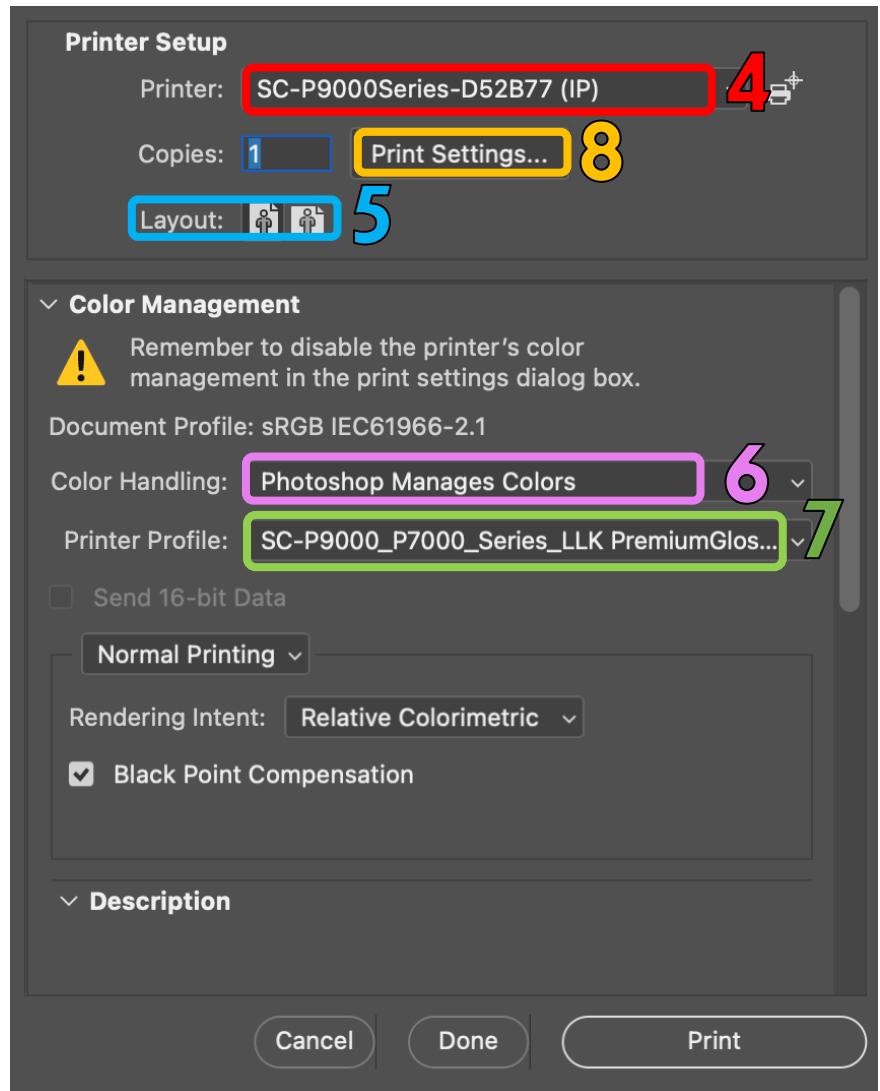 Printer Setup
Printer: SC-P9000Series-D52B77 (IP) 4
Copies: 1 Print Settings... 8
Layout: 5
Color Management
Remember to disable the printer's color
management in the print settings dialog box.
Document Profile: sRGB IEC61966-2.1
Color Handling: Photoshop Manages Colors 6
Printer Profile: SC-P9000_P7000_Series_LLK PremiumGlos... 7
Send 16-bit Data
Normal Printing
Rendering Intent: Relative Colorimetric
Black Point Compensation
Description
Cancel Done Print